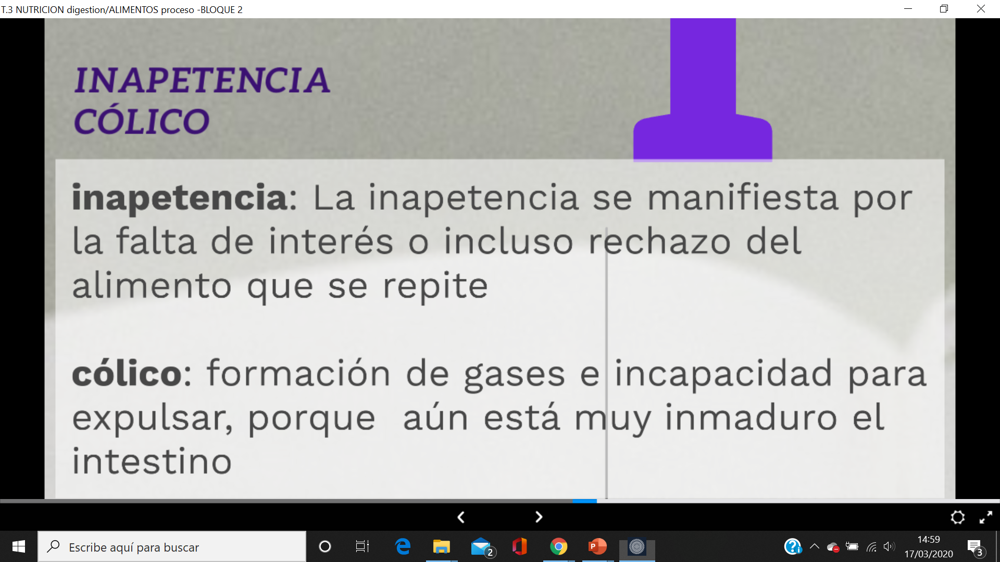 T.3 NUTRICION digestion/ALIMENTOS proceso -BLOQUE 2
INAPETENCIA
CÓLICO
inapetencia: La inapetencia se manifiesta por
la falta de interés o incluso rechazo del
alimento que se repite
cólico: formación de gases e incapacidad para
expulsar, porque  aún está muy inmaduro el
intestino
Escribe aquí para buscar
2
P
14:59
17/03/2020
3